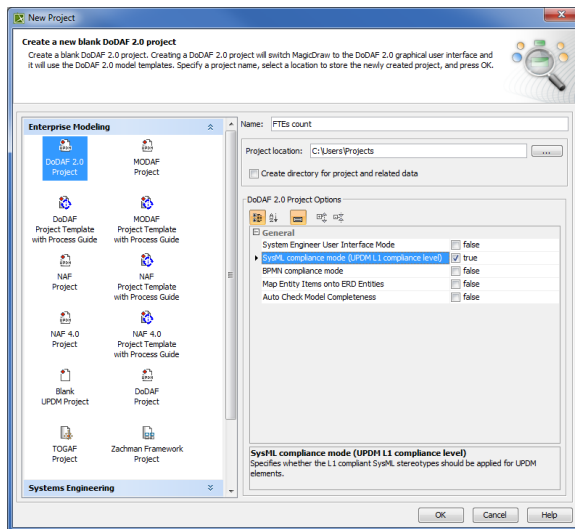 New Project
Create a new blank DoDAF 2.0 project
Create a blank DoDAF 2.0 project. Creating a DoDAF 2.0 project will switch MagicDraw to the DoDAF 2.0 graphical user interface and
it will use the DoDAF 2.0 model templates. Specify a project name, select a location to store the newly created project, and press OK.
Enterprise Modeling
DoDAF 2.0
Project
MODAF
Project
DoDAF
Project Template
with Process Guide
MODAF
Project Template
with Process Guide
NAF
Project
NAF
Project Template
with Process Guide
NAF 4.0
Project
NAF 4.0
Project Template
with Process Guide
Blank
UPDM Project
DoDAF
Project
TOGAF
Project
Zachman Framework
Project
Systems Engineering
Name: FTEs count
Project location: C:\Users\Projects ...
Create directory for project and related data
DoDAF 2.0 Project Options
General
System Engineer User Interface Mode false
SysML compliance mode (UPDM L1 compliance level) true
BPMN compliance mode false
Map Entity Items onto ERD Entities false
Auto Check Model Completeness false
SysML compliance mode (UPDM L1 compliance level)
Specifies whether the L1 compliant SysML stereotypes should be applied for UPDM
elements.
OK Cancel Help